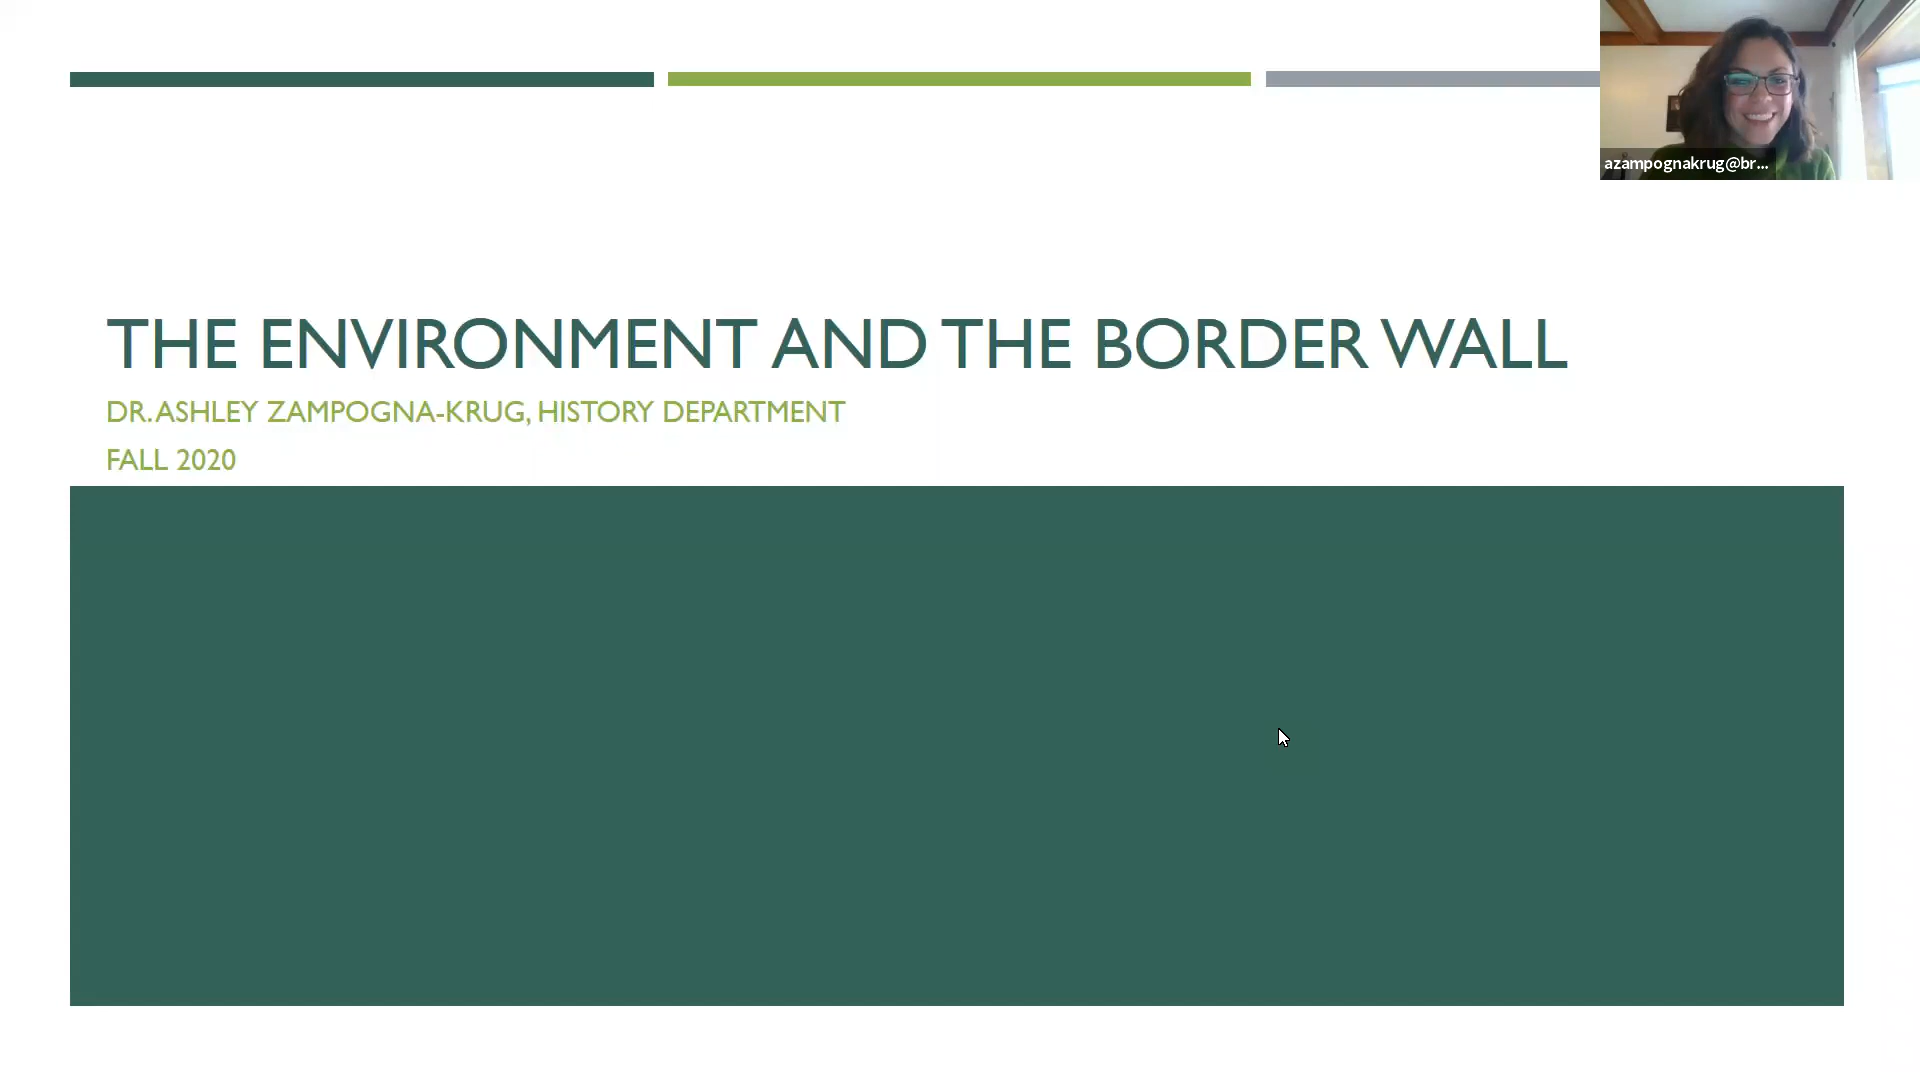 azampognakrug@br...
THE ENVIRONMENT AND THE BORDER WALL
DR. ASHLEY ZAMPOGNA-KRUG, HISTORY DEPARTMENT
FALL 2020